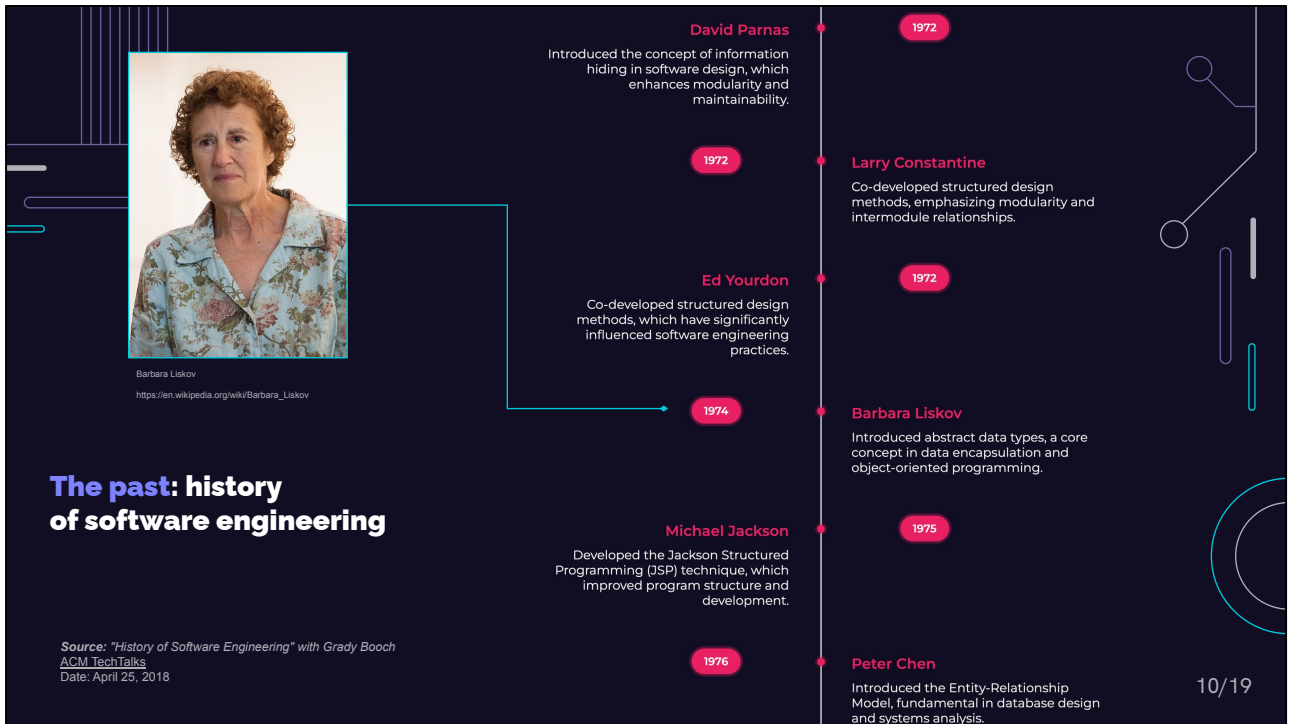 David Parnas
1972
Introduced the concept of information
hiding in software design, which
enhances modularity and
maintainability.
1972
Larry Constantine
Co-developed structured design
methods, emphasizing modularity and
intermodule relationships.
Ed Yourdon
1972
Co-developed structured design
methods, which have significantly
influenced software engineering
practices.
Barbara Liskov
https://en.wikipedia.org/wiki/Barbara_Liskov
1974
Barbara Liskov
Introduced abstract data types, a core
concept in data encapsulation and
object-oriented programming.
The past: history
of software engineering
Michael Jackson
1975
Developed the Jackson Structured
Programming (JSP) technique, which
improved program structure and
development.
Source: "History of Software Engineering" with Grady Booch
ACM TechTalks
Date: April 25, 2018
1976
Peter Chen
Introduced the Entity-Relationship
Model, fundamental in database design
and systems analysis.
10/19